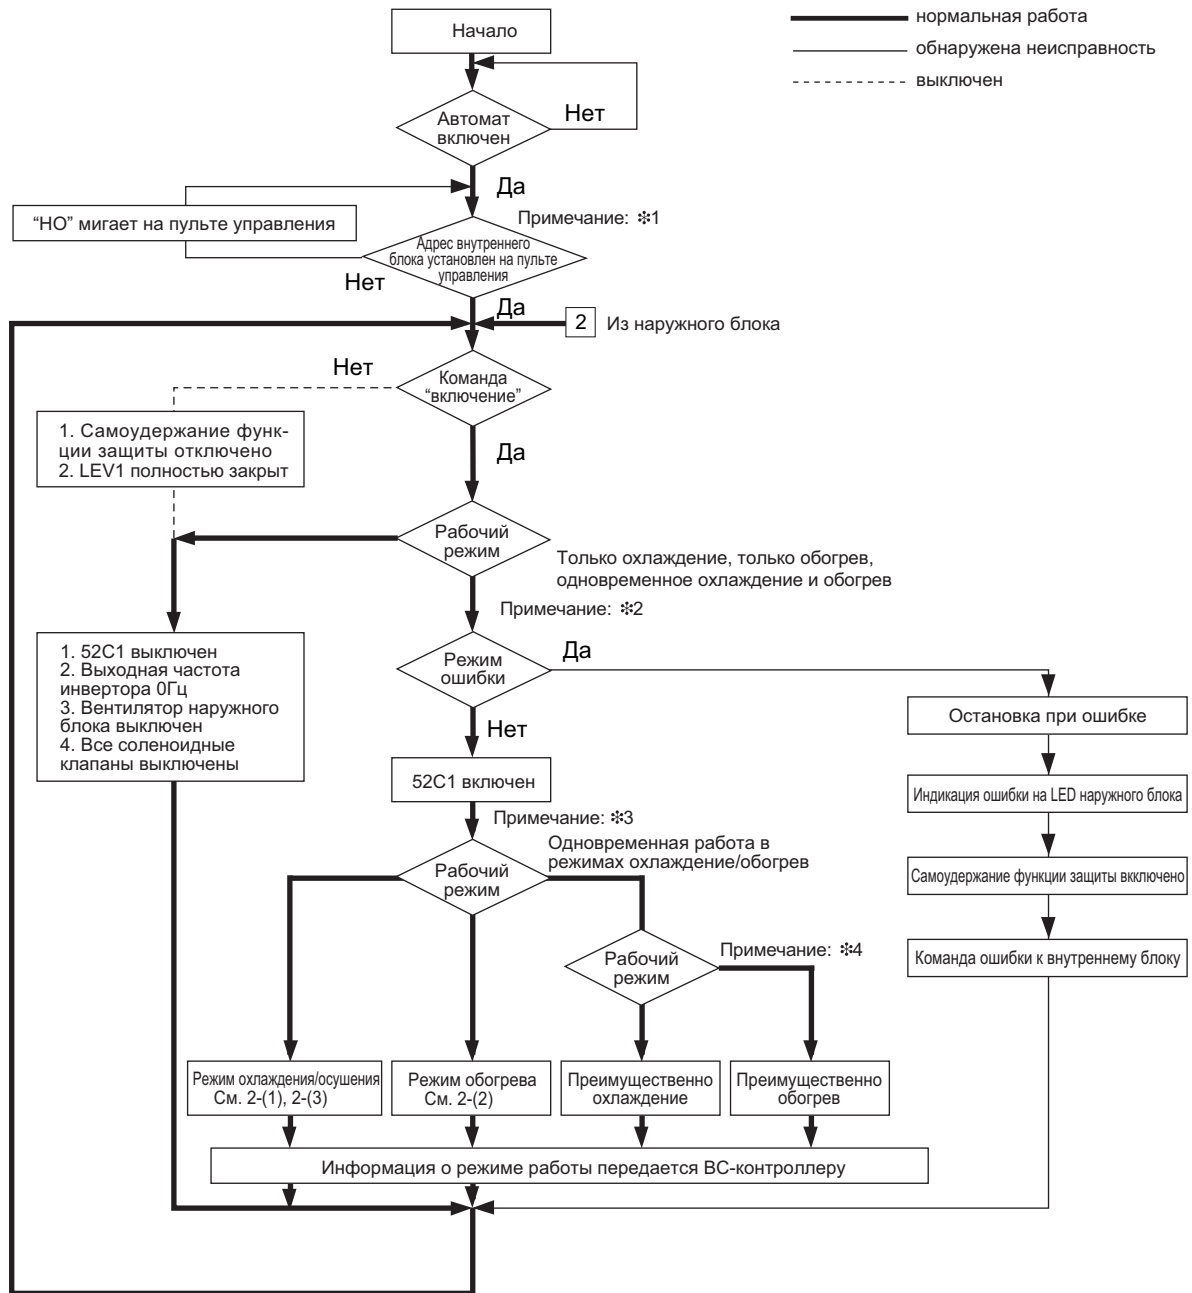 Начало
нормальная работа
обнаружена неисправность
выключен
Автомат
включен
Нет
Да
“НО” мигает на пульте управления
Примечание: ✻1
Адрес внутреннего
блока установлен на пульте
управления
Нет
Да
2
Из наружного блока
Нет
Команда
“включение”
1. Самоудержание функ-
ции защиты отключено
2. LEV1 полностью закрыт
Да
Рабочий
режим
Только охлаждение, только обогрев,
одновременное охлаждение и обогрев
Примечание: ✻2
1. 52C1 выключен
2. Выходная частота
инвертора 0Гц
3. Вентилятор наружного
блока выключен
4. Все соленоидные
клапаны выключены
Режим
ошибки
Да
Нет
Остановка при ошибке
52C1 включен
Индикация ошибки на LED наружного блока
Примечание: ✻3
Одновременная работа в
режимах охлаждение/обогрев
Рабочий
режим
Самоудержание функции защиты вкключено
Примечание: ✻4
Рабочий
режим
Команда ошибки к внутреннему блоку
Режим охлаждения/осушения
См. 2-(1), 2-(3)
Режим обогрева
См. 2-(2)
Преимущественно
охлаждение
Преимущественно
обогрев
Информация о режиме работы передается BC-контроллеру